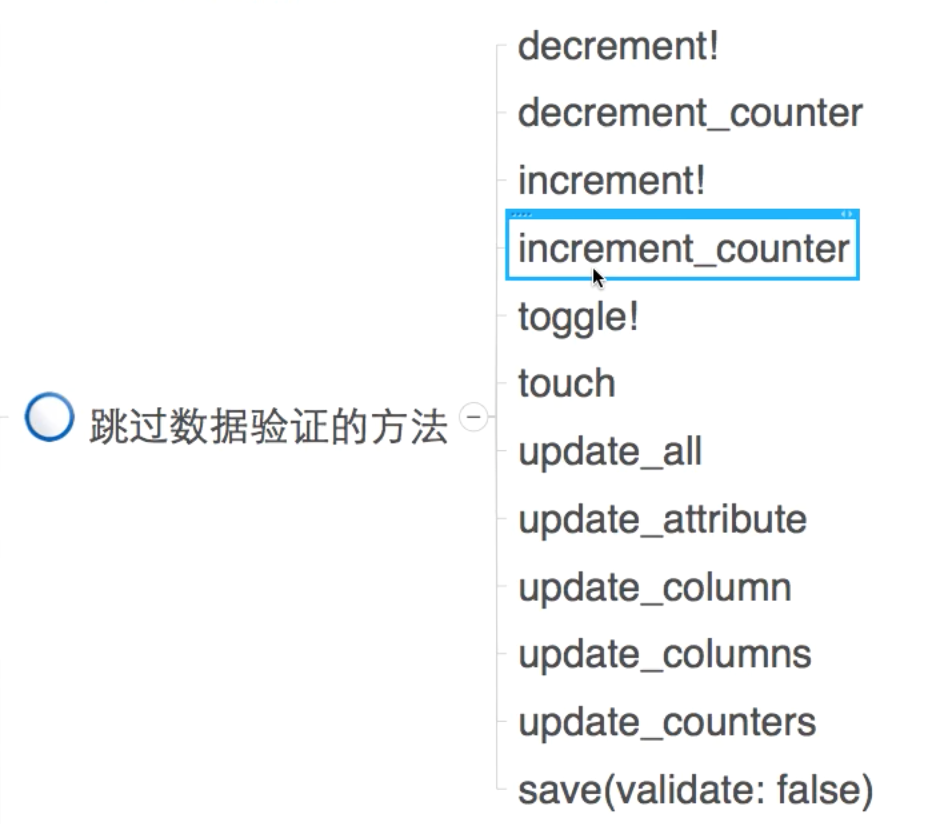 跳过数据验证的方法
decrement!
decrement_counter
increment!
increment_counter
toggle!
touch
update_all
update_attribute
update_column
update_columns
update_counters
save(validate: false)